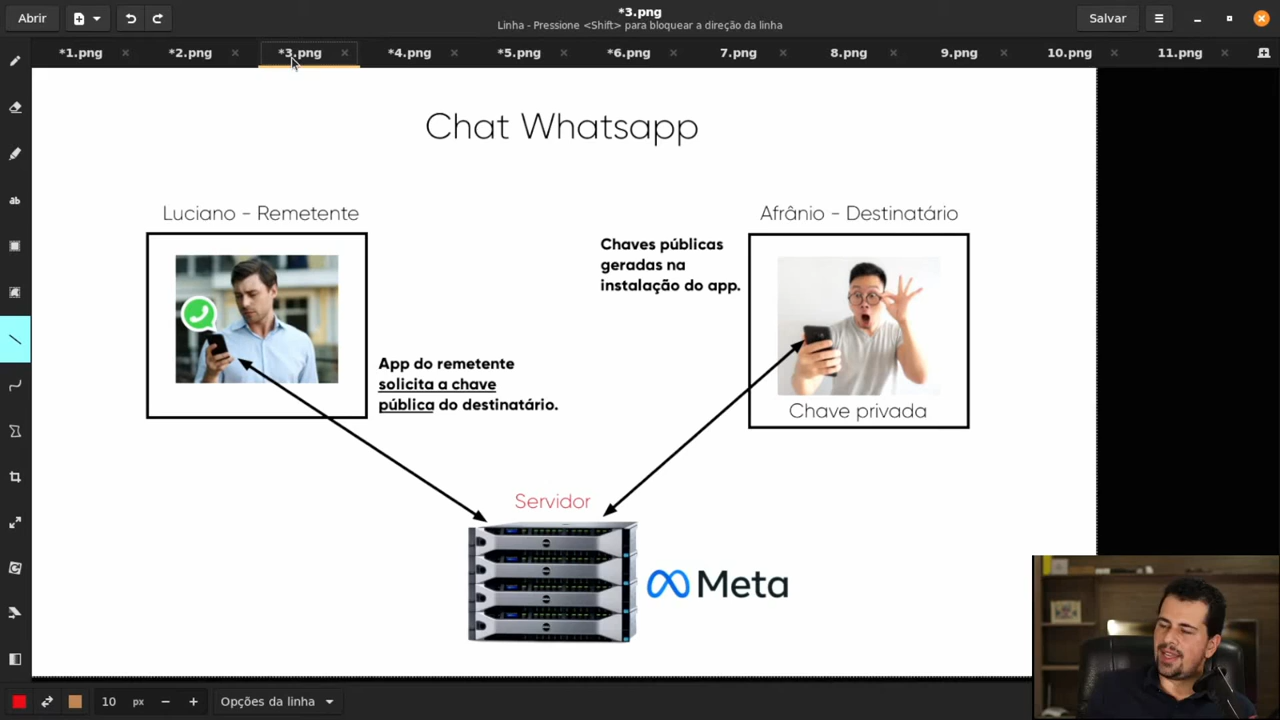 Abrir
*3.png
Linha - Pressione <Shift> para bloquear a direção da linha
Salvar
*1.png
*2.png
*3.png
*4.png
*5.png
*6.png
7.png
8.png
9.png
10.png
11.png
ab
Chat Whatsapp
Luciano - Remetente
Afrânio - Destinatário
Chaves públicas
geradas na
instalação do app.
App do remetente
solicita a chave
pública do destinatário.
Chave privada
Servidor
Meta
10 px
Opções da linha